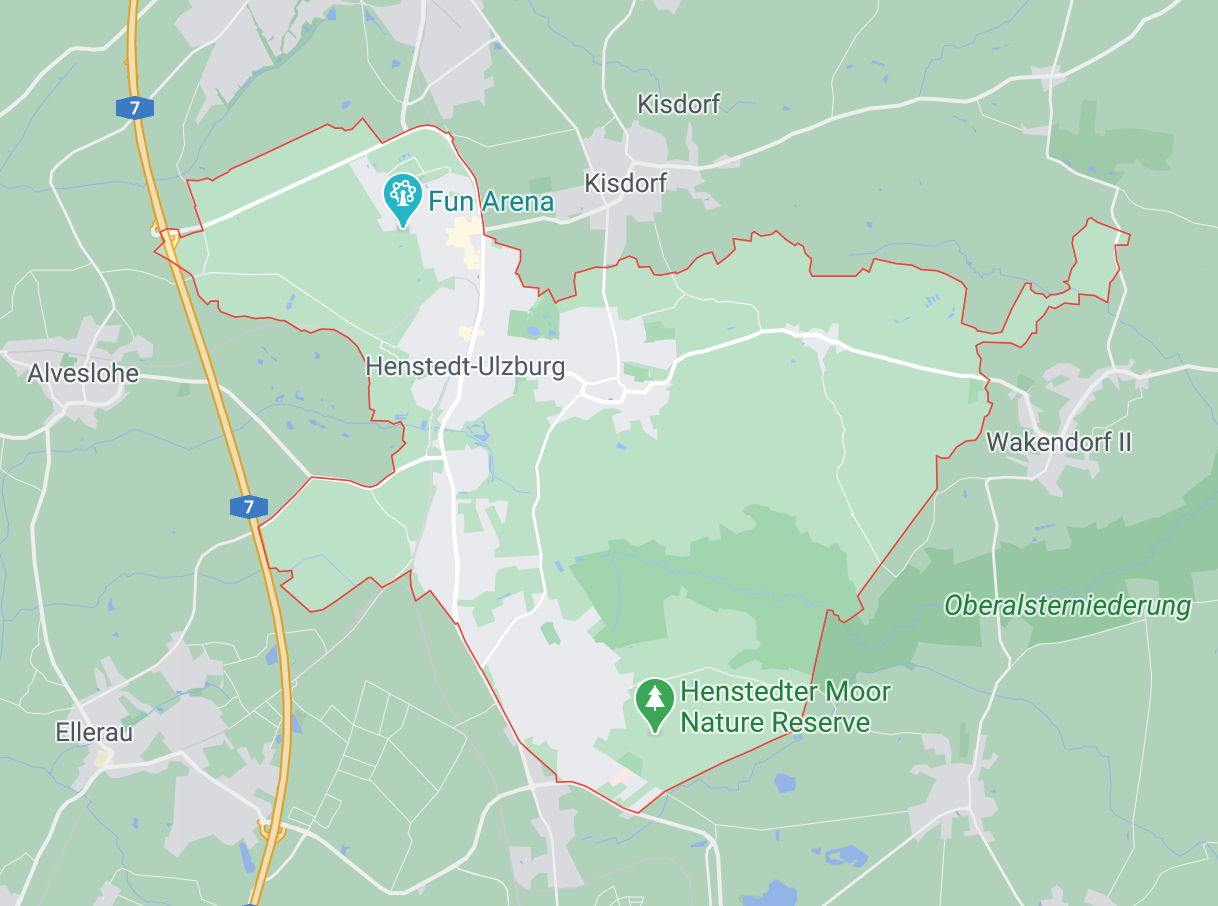 Kisdorf
7
Kisdorf
Fun Arena
Henstedt-Ulzburg
Alveslohe
Wakendorf II
7
Oberalsterniederung
Henstedter Moor
Nature Reserve
Ellerau